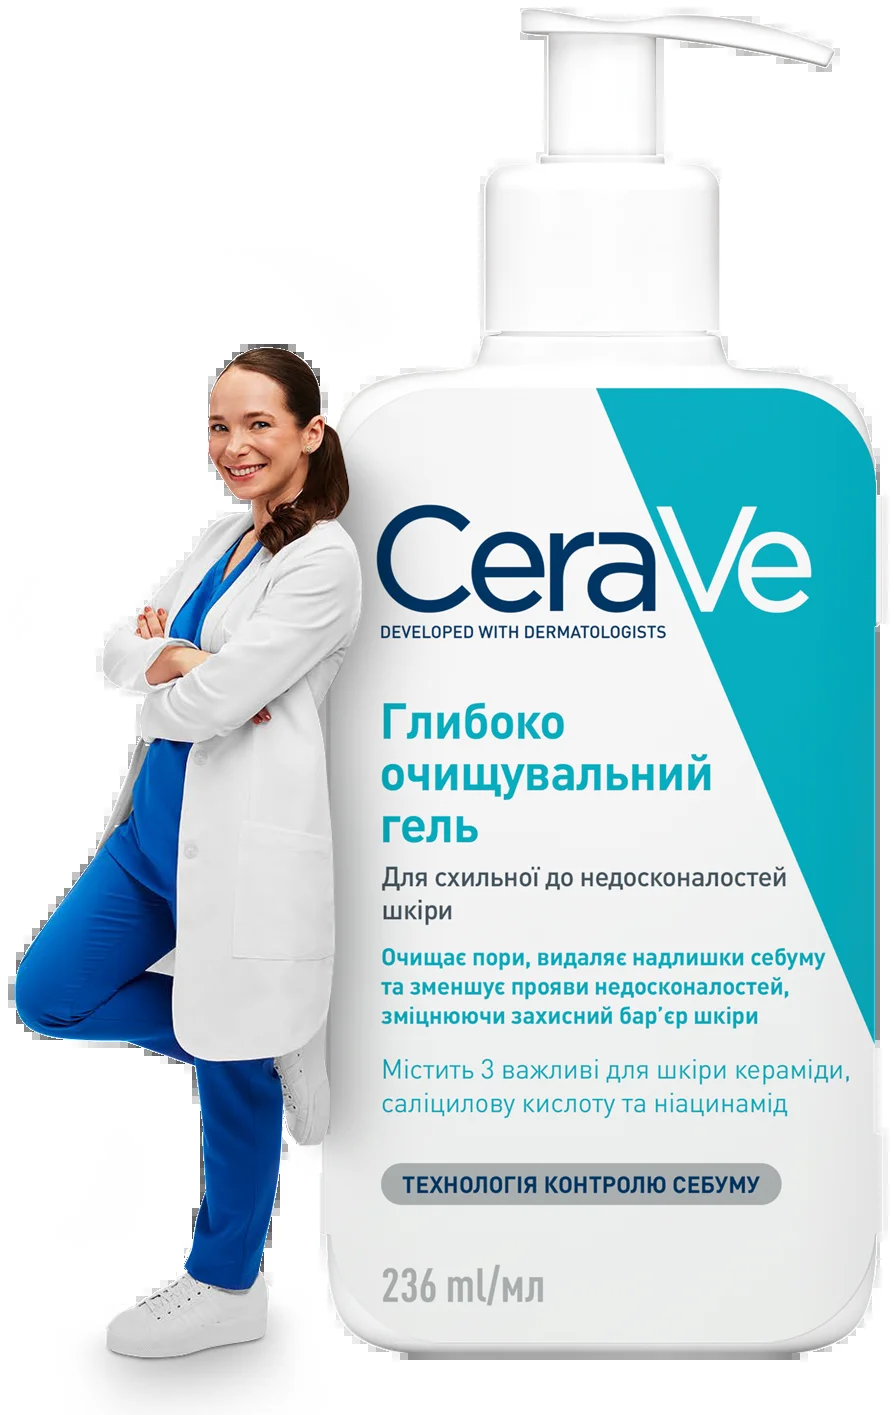 CeraVe
DEVELOPED WITH DERMATOLOGISTS
Глибоко
очищувальний
гель
Для схильної до недосконалостей
шкіри
Очищає пори, видаляє надлишки себуму
та зменшує прояви недосконалостей,
зміцнюючи захисний бар’єр шкіри
Містить 3 важливі для шкіри кераміди,
саліцилову кислоту та ніацинамід
ТЕХНОЛОГІЯ КОНТРОЛЮ СЕБУМУ
236 ml/мл